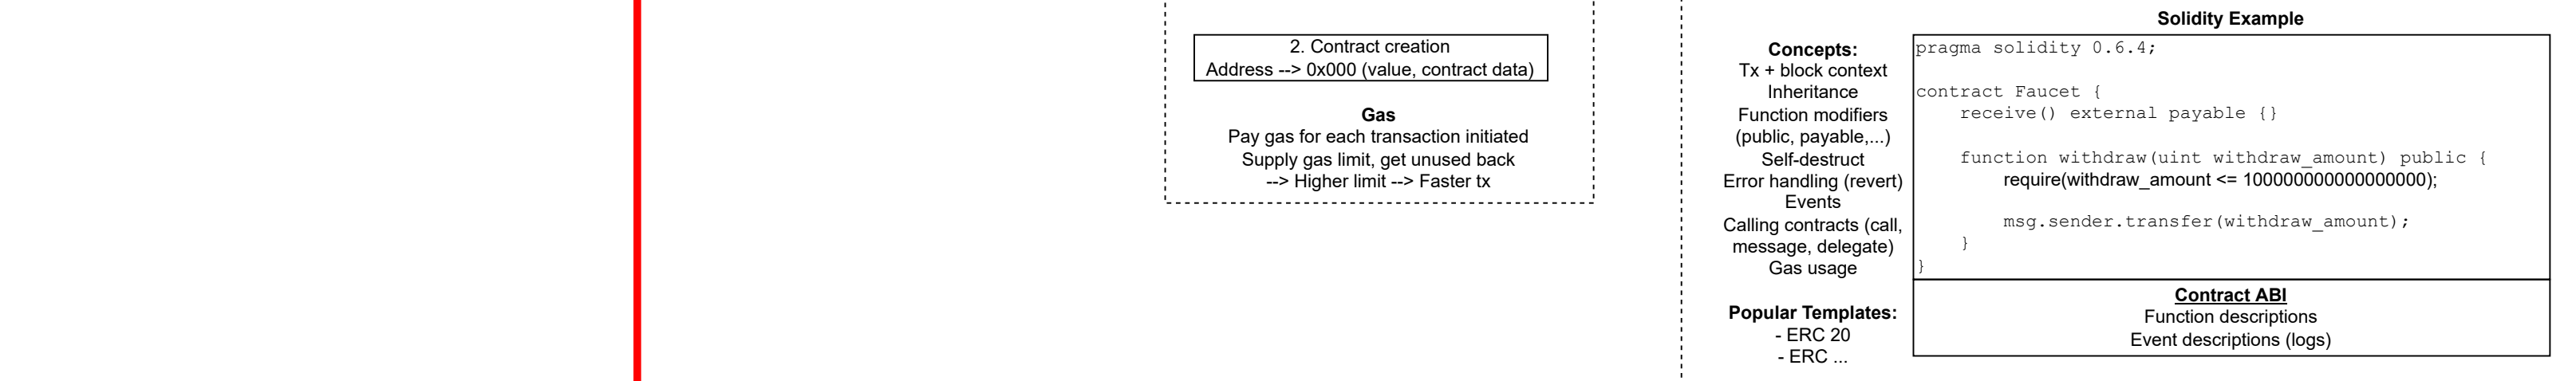 2. Contract creation
Address --> 0x000 (value, contract data)
Gas
Pay gas for each transaction initiated
Supply gas limit, get unused back
--> Higher limit --> Faster tx
Concepts:
Tx + block context
Inheritance
Function modifiers
(public, payable,...)
Self-destruct
Error handling (revert)
Events
Calling contracts (call,
message, delegate)
Gas usage
Popular Templates:
- ERC 20
- ERC ...
Solidity Example
pragma solidity 0.6.4;
contract Faucet {
receive() external payable {}
function withdraw(uint withdraw_amount) public {
require(withdraw_amount <= 100000000000000000);
msg.sender.transfer(withdraw_amount);
}
}
Contract ABI
Function descriptions
Event descriptions (logs)